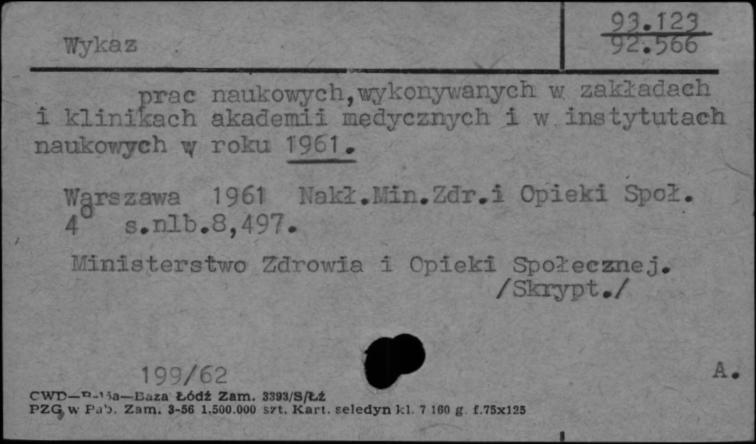 93.123
92.566
Wykaz
prac naukowych,wykonywanych w zakładach
i klinikach akademii medycznych i w instytutach
naukowych w roku 1961.
Warszawa 1961 Nakł.Min.Zdr.i Opieki Społ.
4° s.nlb.8,497.
Ministerstwo Zdrowia i Opieki Społecznej.
/Skrypt./
199/62
A.
CWD— Baza Łódź Zam. 3393/S/Łż
PZG w Pab. Zam. 3-56 1.500.000 szt. Kart. seledyn kl. 7 160 g. f.75x125